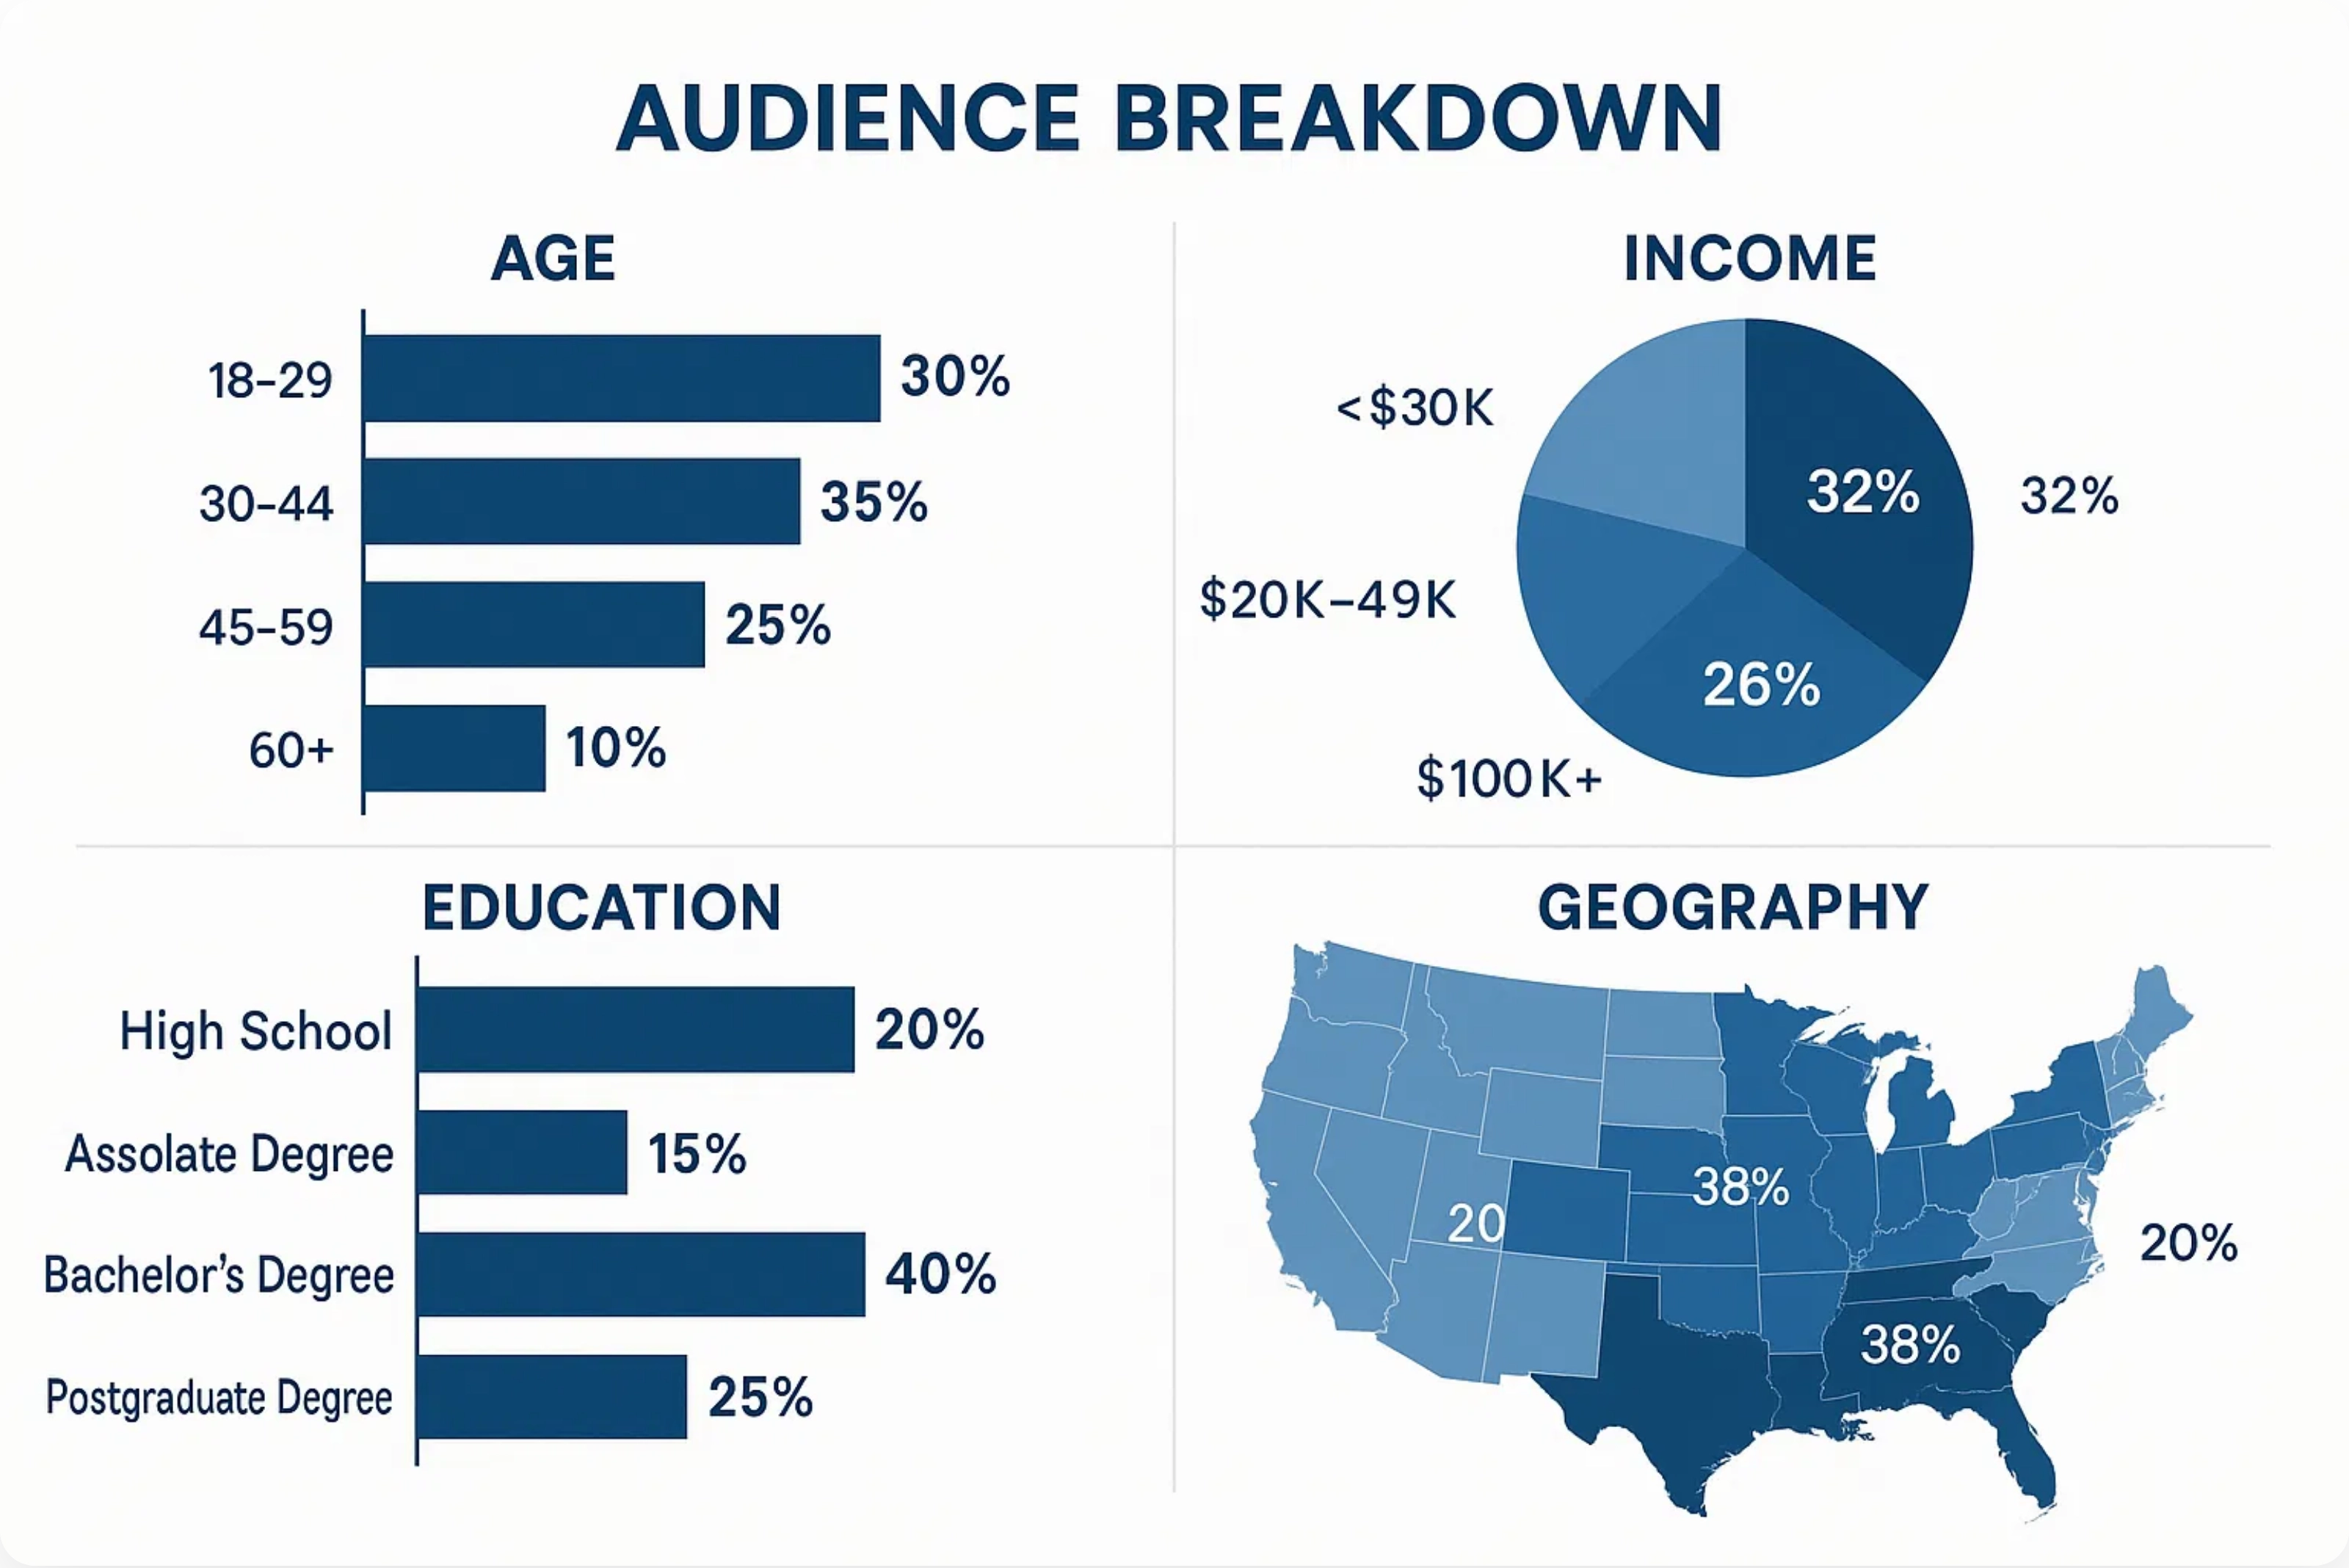 AUDIENCE BREAKDOWN
AGE
18–29 30%
30–44 35%
45–59 25%
60+ 10%
INCOME
<$30K
32% 32%
$20K–49K
26%
$100K+
EDUCATION
High School 20%
Assolate Degree 15%
Bachelor’s Degree 40%
Postgraduate Degree 25%
GEOGRAPHY
38%
20
20%
38%